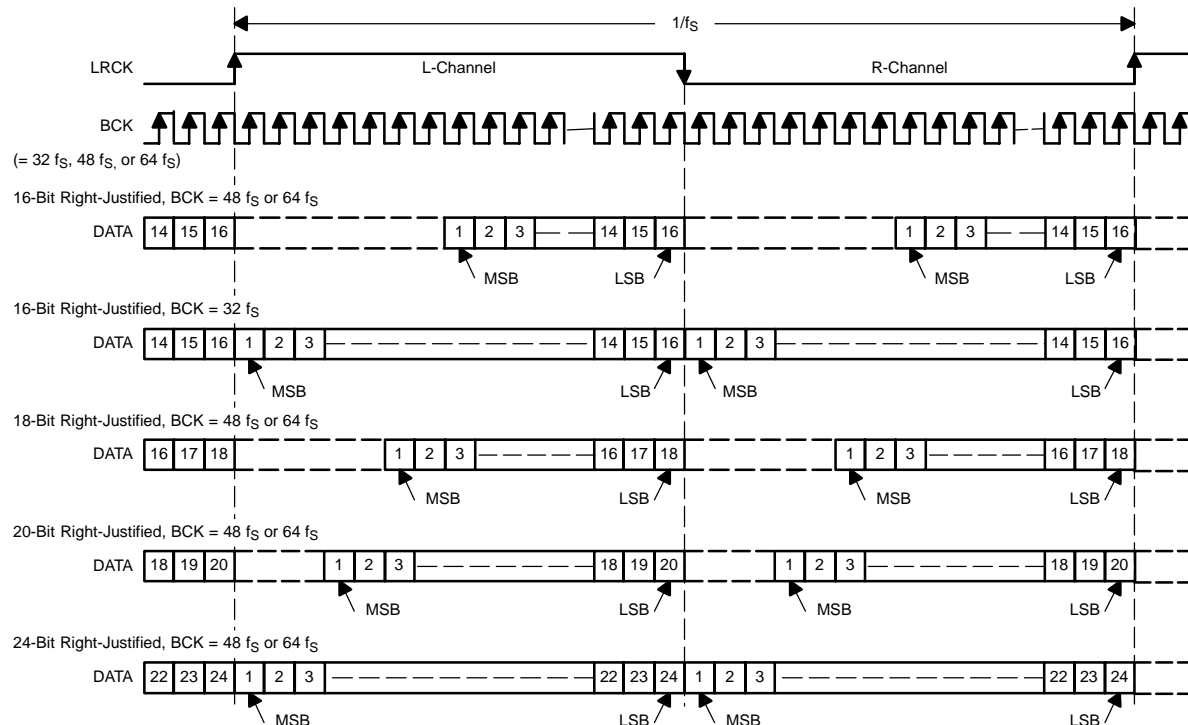 1/fS
LRCK L-Channel R-Channel
BCK
(= 32 fS, 48 fS, or 64 fS)
16-Bit Right-Justified, BCK = 48 fS or 64 fS
DATA 14 15 16 1 2 3 14 15 16 1 2 3 14 15 16
MSB LSB MSB LSB
16-Bit Right-Justified, BCK = 32 fS
DATA 14 15 16 1 2 3 14 15 16 1 2 3 14 15 16
MSB LSB MSB LSB
18-Bit Right-Justified, BCK = 48 fS or 64 fS
DATA 16 17 18 1 2 3 16 17 18 1 2 3 16 17 18
MSB LSB MSB LSB
20-Bit Right-Justified, BCK = 48 fS or 64 fS
DATA 18 19 20 1 2 3 18 19 20 1 2 3 18 19 20
MSB LSB MSB LSB
24-Bit Right-Justified, BCK = 48 fS or 64 fS
DATA 22 23 24 1 2 3 22 23 24 1 2 3 22 23 24
MSB LSB MSB LSB